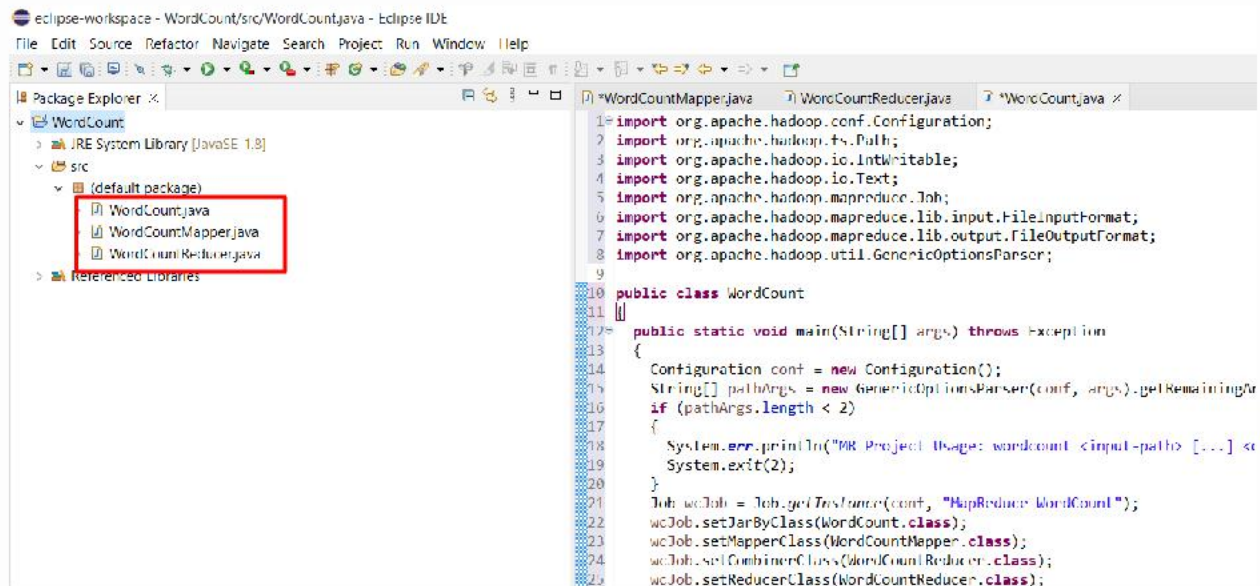 eclipse-workspace - WordCount/src/WordCount.java - Eclipse IDE
File Edit Source Refactor Navigate Search Project Run Window Help
Package Explorer
WordCount
JRE System Library [JavaSE-1.8]
src
(default package)
WordCount.java
WordCountMapper.java
WordCountReducer.java
Referenced Libraries
*WordCountMapper.java WordCountReducer.java *WordCount.java
1 import org.apache.hadoop.conf.Configuration;
2 import org.apache.hadoop.fs.Path;
3 import org.apache.hadoop.io.IntWritable;
4 import org.apache.hadoop.io.Text;
5 import org.apache.hadoop.mapreduce.Job;
6 import org.apache.hadoop.mapreduce.lib.input.FileInputFormat;
7 import org.apache.hadoop.mapreduce.lib.output.FileOutputFormat;
8 import org.apache.hadoop.util.GenericOptionsParser;
9
10 public class WordCount
11 {
12 public static void main(String[] args) throws Exception
13 {
14 Configuration conf = new Configuration();
15 String[] pathArgs = new GenericOptionsParser(conf, args).getRemainingAr
16 if (pathArgs.length < 2)
17 {
18 System.err.println("MR Project Usage: wordcount <input-path> [...] <o
19 System.exit(2);
20 }
21 Job wcJob = Job.getInstance(conf, "MapReduce WordCount");
22 wcJob.setJarByClass(WordCount.class);
23 wcJob.setMapperClass(WordCountMapper.class);
24 wcJob.setCombinerClass(WordCountReducer.class);
25 wcJob.setReducerClass(WordCountReducer.class);